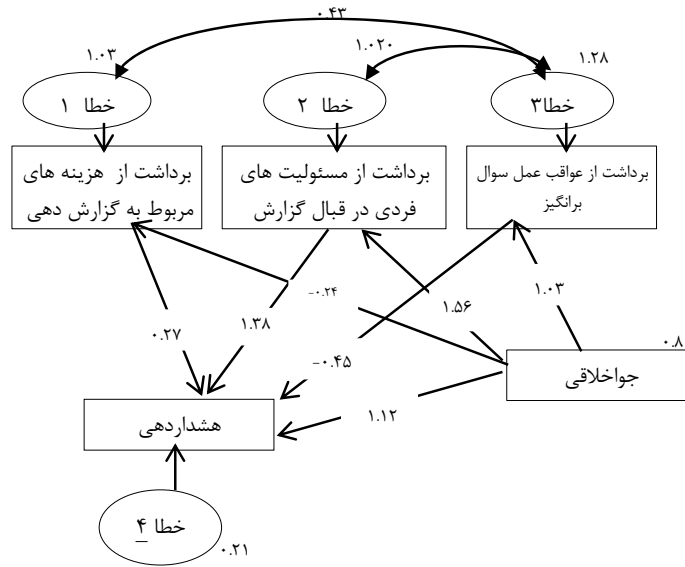 ۰.۴۳
۱.۰۳
۱.۰۲۰
۱.۲۸
خطا ۱
خطا ۲
خطا۳
برداشت از هزینه های
مربوط به گزارش دهی
برداشت از مسئولیت های
فردی در قبال گزارش
برداشت از عواقب عمل سوال
برانگیز
-۰.۲۴
۱.۵۶
۱.۰۳
۰.۲۷
۱.۳۸
-۰.۴۵
۰.۸
جواخلاقی
۱.۱۲
هشداردهی
خطا ۴
۰.۲۱